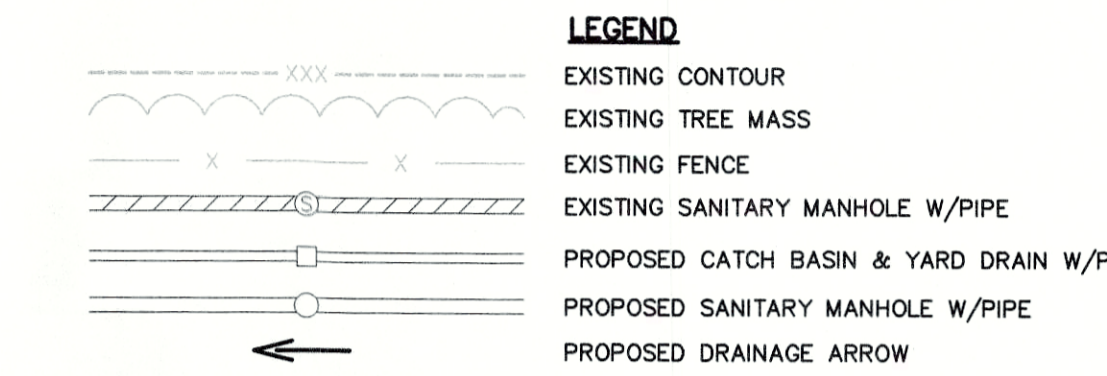 LEGEND
XXX EXISTING CONTOUR
EXISTING TREE MASS
X X EXISTING FENCE
S EXISTING SANITARY MANHOLE W/PIPE
PROPOSED CATCH BASIN & YARD DRAIN W/P
PROPOSED SANITARY MANHOLE W/PIPE
PROPOSED DRAINAGE ARROW